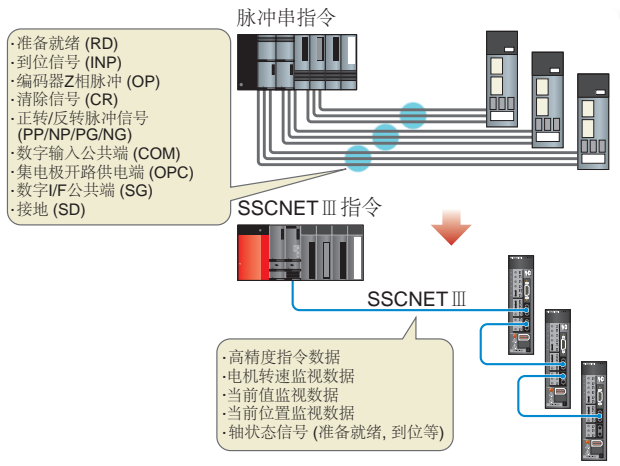 脉冲串指令
·准备就绪 (RD)
·到位信号 (INP)
·编码器Z相脉冲 (OP)
·清除信号 (CR)
·正转/反转脉冲信号
(PP/NP/PG/NG)
·数字输入公共端 (COM)
·集电极开路供电端 (OPC)
·数字I/F公共端 (SG)
·接地 (SD)
SSCNETⅢ指令
SSCNETⅢ
·高精度指令数据
·电机转速监视数据
·当前值监视数据
·当前位置监视数据
·轴状态信号 (准备就绪, 到位等)